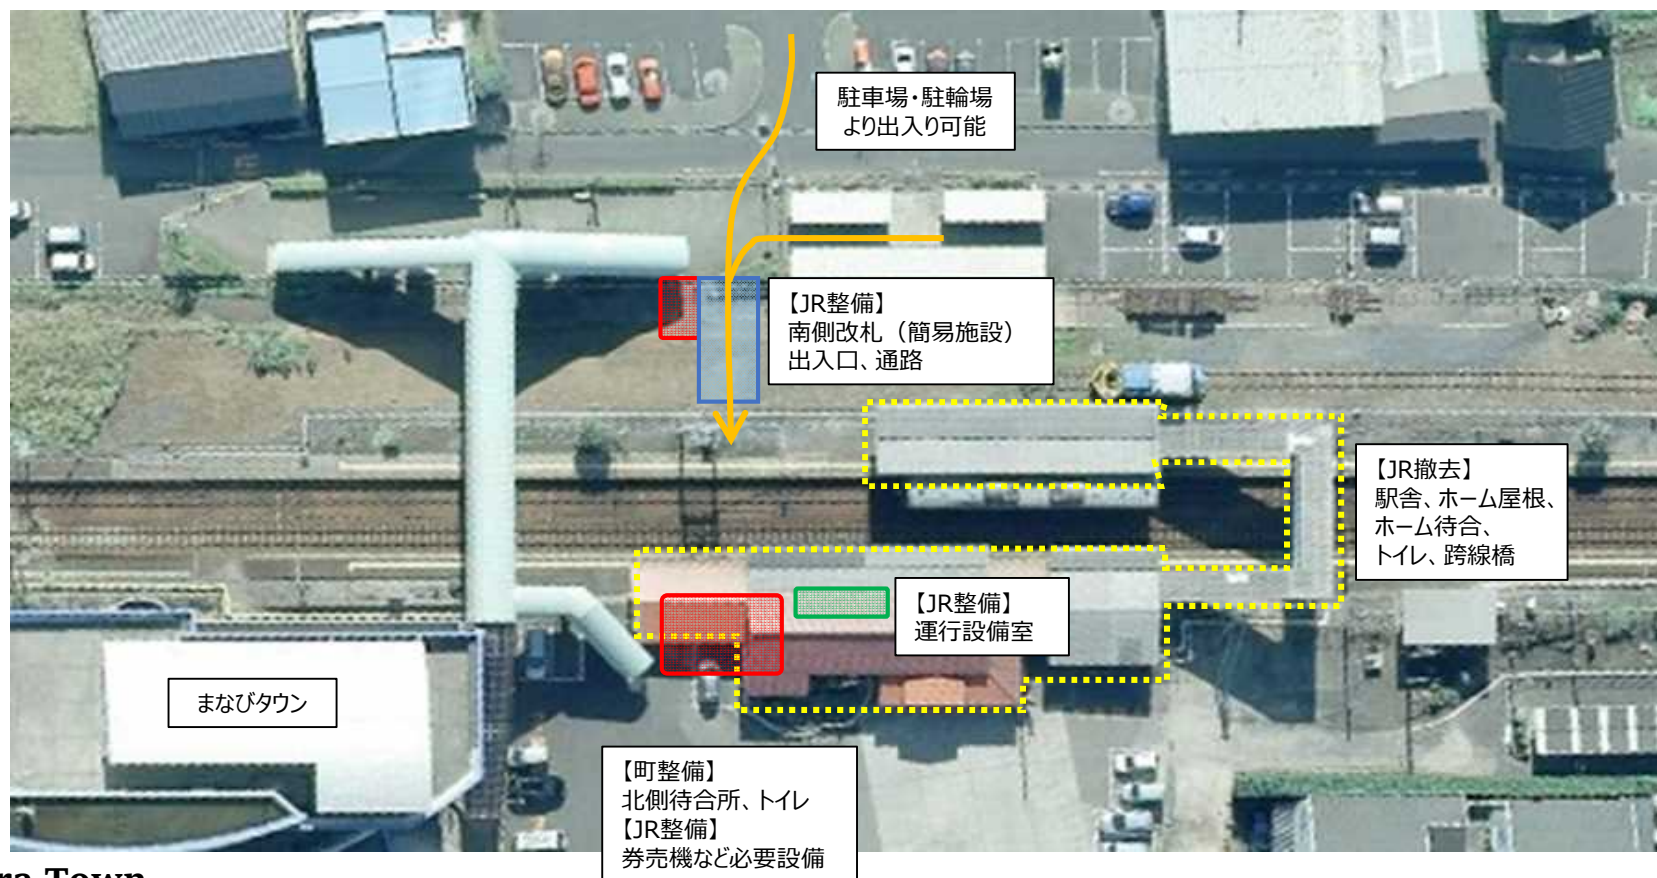 駐車場・駐輪場
より出入り可能
【JR整備】
南側改札（簡易施設）
出入口、通路
【JR撤去】
駅舎、ホーム屋根、
ホーム待合、
トイレ、跨線橋
【JR整備】
運行設備室
まなびタウン
【町整備】
北側待合所、トイレ
【JR整備】
券売機など必要設備
Town